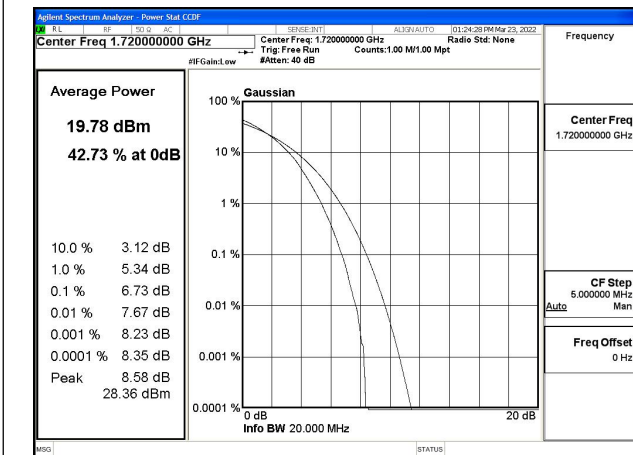 Agilent Spectrum Analyzer - Power Stat CCDF
RL RF 50 Ω AC SENSE:INT ALIGN AUTO 01:24:28 PM Mar 23, 2022
Center Freq 1.720000000 GHz
Center Freq: 1.720000000 GHz Radio Std: None
Trig: Free Run Counts:1.00 M/1.00 Mpt
#IFGain:Low #Atten: 40 dB
Frequency
Average Power
19.78 dBm
42.73 % at 0dB
10.0 % 3.12 dB
1.0 % 5.34 dB
0.1 % 6.73 dB
0.01 % 7.67 dB
0.001 % 8.23 dB
0.0001 % 8.35 dB
Peak 8.58 dB
28.36 dBm
Gaussian
100 %
10 %
1 %
0.1 %
0.01 %
0.001 %
0.0001 %
0 dB 20 dB
Info BW 20.000 MHz
Center Freq
1.720000000 GHz
CF Step
5.000000 MHz
Auto Man
Freq Offset
0 Hz
MSG STATUS